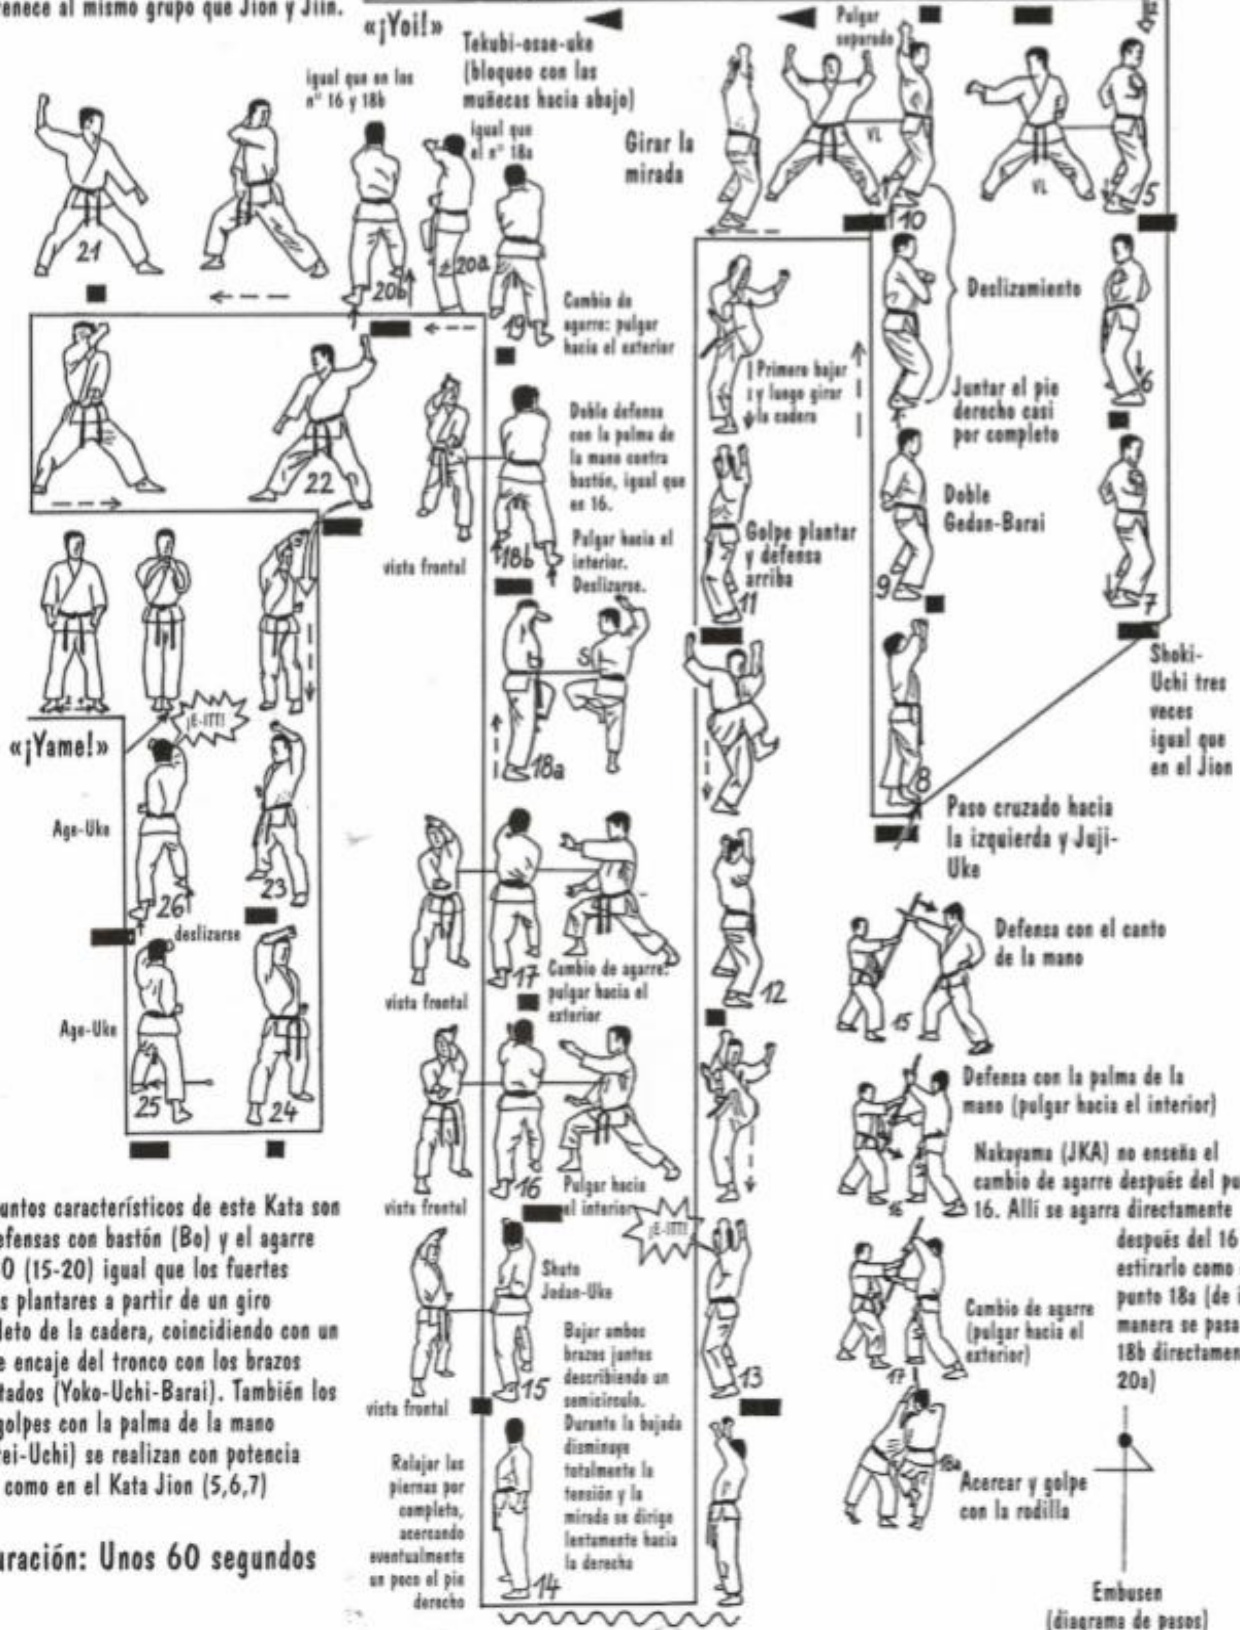 renece al mismo grupo que Jion y Jiin.
«¡Yoi!»
Tekubi-osae-uke
(bloqueo con las
muñecas hacia abajo)
igual que en los
nº 16 y 18b
igual que
el nº 18a
Girar la
mirada
Pulgar
separado
VL
VL
5
10
21
20b
± 20a
19
Cambio de
agarre: pulgar
hacia el exterior
Deslizamiento
6
Primero bajar
y luego girar
la cadera
Juntar el pie
derecho casi
por completo
22
Doble defensa
con la palma de
la mano contra
bastón, igual que
en 16.
Pulgar hacia el
interior.
Deslizarse.
vista frontal
18b
Golpe plantar
y defensa
arriba
11
Doble
Gedan-Barai
9
7
Shoki-
Uchi tres
veces
igual que
en el Jion
S
18a
8
Paso cruzado hacia
la izquierda y Juji-
Uke
«¡Yame!»
¡E-ITT!
Age-Uke
26
23
deslizarse
Age-Uke
25
24
vista frontal
17
Cambio de agarre:
pulgar hacia el
exterior
12
Defensa con el canto
de la mano
15
Defensa con la palma de la
mano (pulgar hacia el interior)
16
Nakayama (JKA) no enseña el
cambio de agarre después del pu
16. Allí se agarra directamente
después del 16
estirarlo como
punto 18a (de i
manera se pasa
18b directamen
20a)
vista frontal
16
Pulgar hacia
el interior
¡E-ITT!
Cambio de agarre
(pulgar hacia el
exterior)
17
untos característicos de este Kata son
efensas con bastón (Bo) y el agarre
O (15-20) igual que los fuertes
s plantares a partir de un giro
leto de la cadera, coincidiendo con un
e encaje del tronco con los brazos
tados (Yoko-Uchi-Barai). También los
golpes con la palma de la mano
rei-Uchi) se realizan con potencia
como en el Kata Jion (5,6,7)
vista frontal
15
Shuto
Jodan-Uke
Bajar ambos
brazos juntos
describiendo un
semicírculo.
Durante la bajada
disminuye
totalmente la
tensión y la
mirada se dirige
lentamente hacia
la derecha
13
18a
Acercar y golpe
con la rodilla
Relajar las
piernas por
completo,
acercando
eventualmente
un poco el pie
derecho
14
uración: Unos 60 segundos
Embusen
(diagrama de pasos)